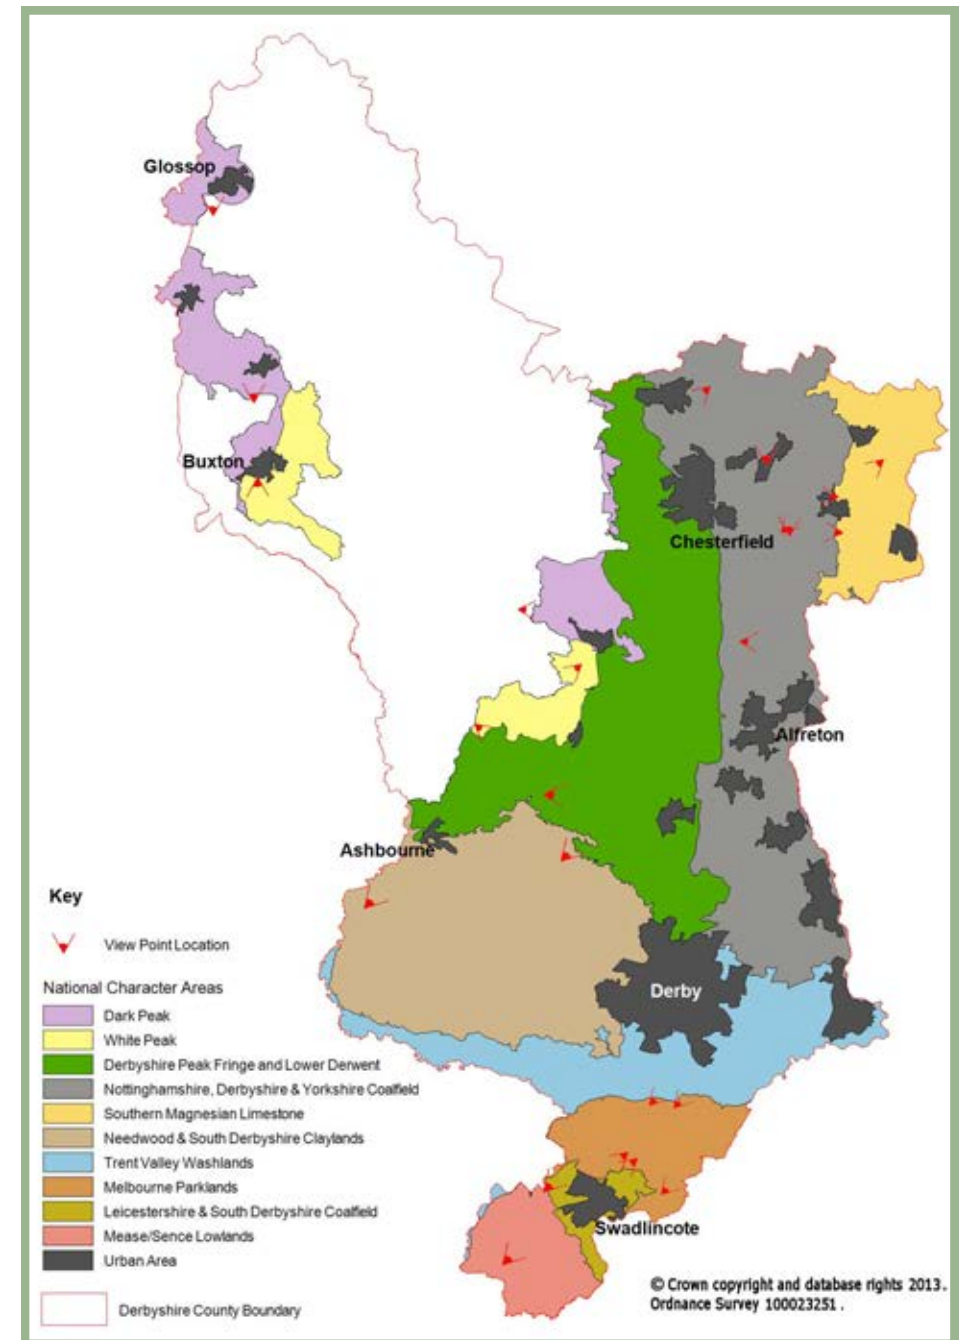 Glossop
Buxton
Chesterfield
Alfreton
Ashbourne
Derby
Swadlincote
Key
View Point Location
National Character Areas
Dark Peak
White Peak
Derbyshire Peak Fringe and Lower Derwent
Nottinghamshire, Derbyshire & Yorkshire Coalfield
Southern Magnesian Limestone
Needwood & South Derbyshire Claylands
Trent Valley Washlands
Melbourne Parklands
Leicestershire & South Derbyshire Coalfield
Mease/Sence Lowlands
Urban Area
Derbyshire County Boundary
© Crown copyright and database rights 2013.
Ordnance Survey 100023251.